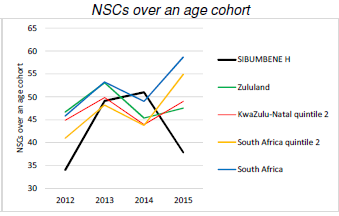 NSCs over an age cohort
65
60
55
50
45
40
35
30
NSCs over an age cohort
2012 2013 2014 2015
SIBUMBENE H
Zululand
KwaZulu-Natal quintile 2
South Africa quintile 2
South Africa